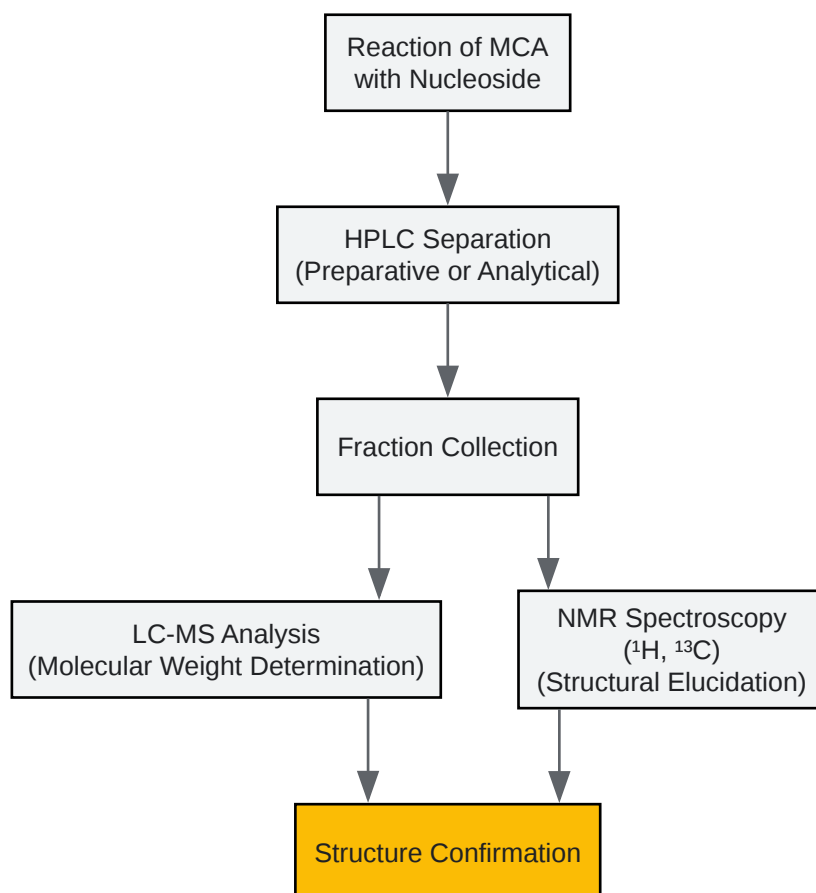 Reaction of MCA
with Nucleoside
HPLC Separation
(Preparative or Analytical)
Fraction Collection
LC-MS Analysis
(Molecular Weight Determination)
NMR Spectroscopy
(¹H, ¹³C)
(Structural Elucidation)
Structure Confirmation